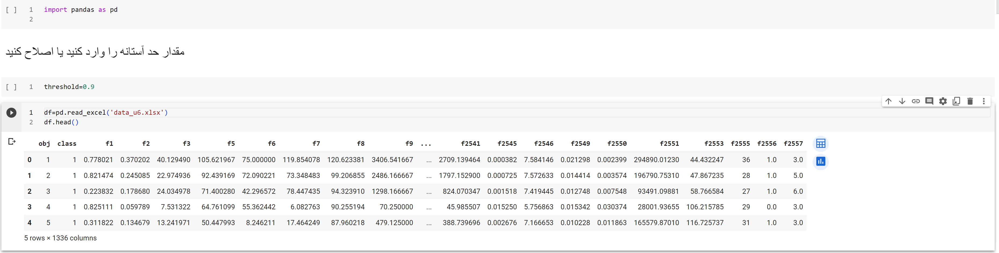 [ ] 1 import pandas as pd
2
مقدار حد آستانه را وارد کنید یا اصلاح کنید
[ ] 1 threshold=0.9
1 df=pd.read_excel('data_u6.xlsx')
2 df.head()
obj class f1 f2 f3 f5 f6 f7 f8 f9 ... f2541 f2545 f2546 f2549 f2550 f2551 f2553 f2555 f2556 f2557
0 1 1 0.778021 0.370202 40.129490 105.621967 75.000000 119.854078 120.623381 3406.541667 ... 2709.139464 0.000382 7.584146 0.021298 0.002399 294890.01230 44.432247 36 1.0 3.0
1 2 1 0.821474 0.245085 22.974936 92.439169 72.090221 73.348483 99.206855 2486.166667 ... 1797.152900 0.000725 7.572633 0.014414 0.003574 196790.75310 47.867235 28 1.0 5.0
2 3 1 0.223832 0.178680 24.034978 71.400280 42.296572 78.447435 94.323910 1298.166667 ... 824.070347 0.001518 7.419445 0.012748 0.007548 93491.09881 58.766584 27 1.0 6.0
3 4 1 0.825111 0.059789 7.531322 64.761099 55.362442 6.082763 90.255194 70.250000 ... 45.985507 0.015250 5.756863 0.015342 0.030374 28001.93655 106.215785 29 0.0 3.0
4 5 1 0.311822 0.134679 13.241971 50.447993 8.246211 17.464249 87.960218 479.125000 ... 388.739696 0.002676 7.166653 0.010228 0.011863 165579.87010 116.725737 31 1.0 3.0
5 rows × 1336 columns